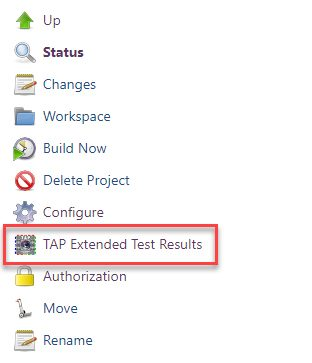 Up
Status
Changes
Workspace
Build Now
Delete Project
Configure
TAP Extended Test Results
Authorization
Move
Rename